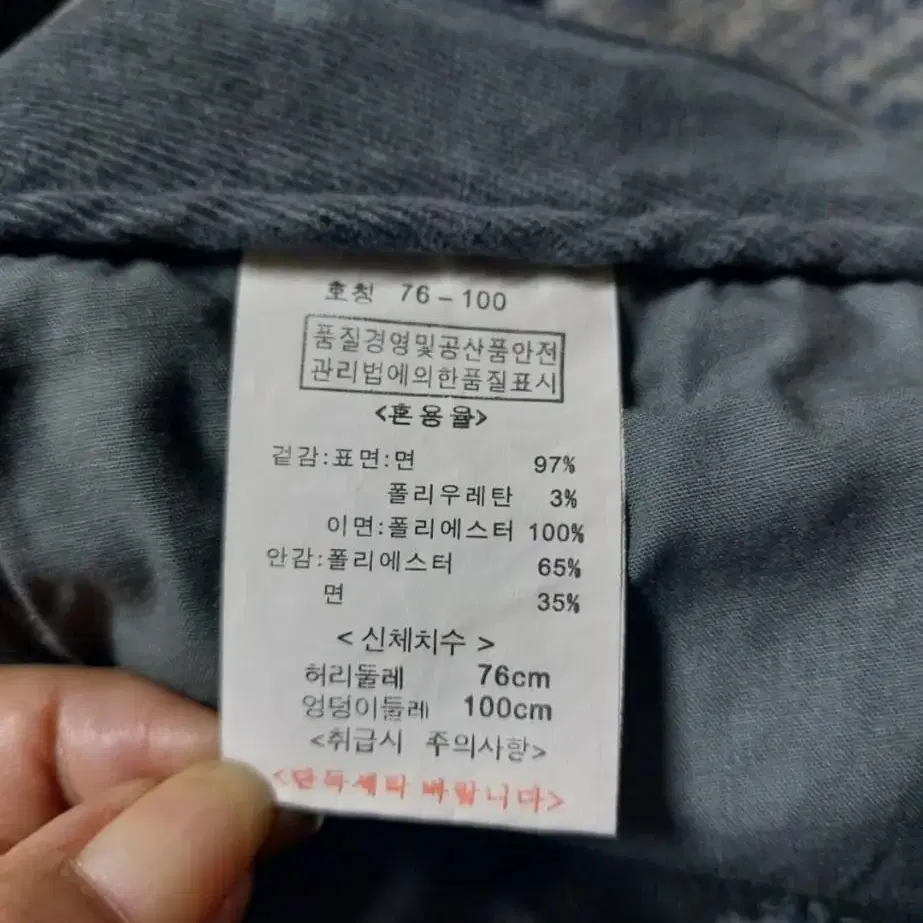 호칭 76-100
품질경영및공산품안전
관리법에의한품질표시
<혼용율>
겉감:표면:면 97%
폴리우레탄 3%
이면:폴리에스터 100%
안감:폴리에스터 65%
면 35%
<신체치수>
허리둘레 76cm
엉덩이둘레 100cm
<취급시 주의사항>
<단독세탁 바랍니다>